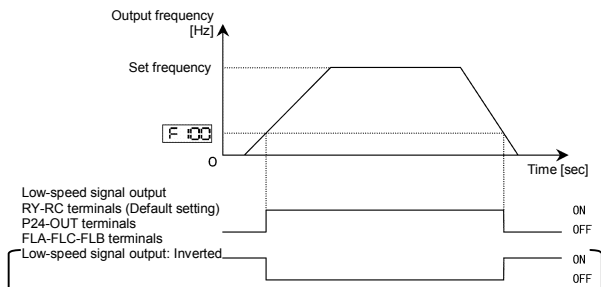 Output frequency
[Hz]
Set frequency
F 100
0
Time [sec]
Low-speed signal output
RY-RC terminals (Default setting)
P24-OUT terminals
FLA-FLC-FLB terminals
ON
OFF
Low-speed signal output: Inverted
ON
OFF